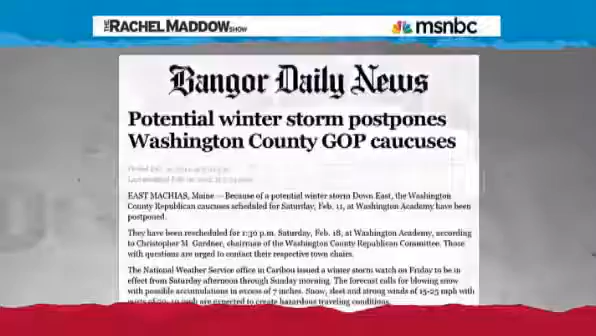 THE RACHEL MADDOW SHOW
msnbc
Bangor Daily News
Potential winter storm postpones
Washington County GOP caucuses
EAST MACHIAS, Maine — Because of a potential winter storm Down East, the Washington
County Republican caucuses scheduled for Saturday, Feb. 11, at Washington Academy have been
postponed.
They have been rescheduled for 1:30 p.m. Saturday, Feb. 18, at Washington Academy, according
to Christopher M. Gardner, chairman of the Washington County Republican Committee. Those
with questions are urged to contact their respective town chairs.
The National Weather Service office in Caribou issued a winter storm watch on Friday to be in
effect from Saturday afternoon through Sunday morning. The forecast calls for blowing snow
with possible accumulations in excess of 7 inches. Snow, sleet and strong winds of 15-25 mph with
mph are expected to create hazardous traveling conditions.